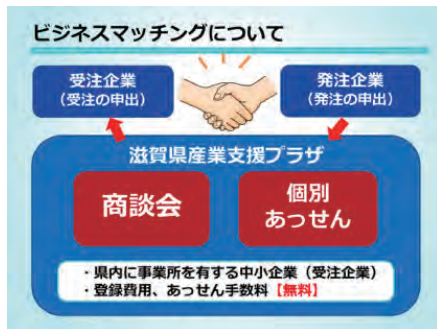 ビジネスマッチングについて
受注企業
（受注の申出）
発注企業
（発注の申出）
滋賀県産業支援プラザ
商談会
個別
あっせん
・県内に事業所を有する中小企業（受注企業）
・登録費用、あっせん手数料【無料】